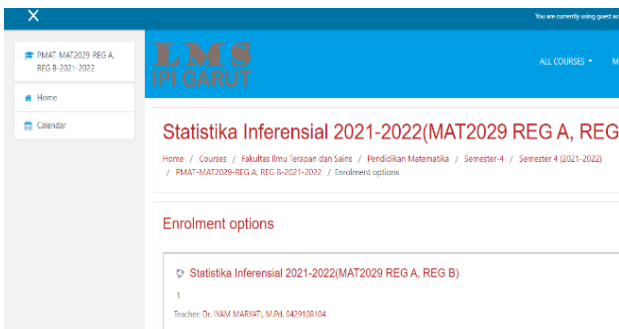 X
You are currently using guest ac
PMAT-MAT2029-REG A,
REG B-2021-2022
Home
Calendar
LMS
IPI GARUT
ALL COURSES
M
Statistika Inferensial 2021-2022(MAT2029 REG A, REG
Home / Courses / Fakultas Ilmu Terapan dan Sains / Pendidikan Matematika / Semester-4 / Semester 4 (2021-2022)
/ PMAT-MAT2029-REG A, REG B-2021-2022 / Enrolment options
Enrolment options
Statistika Inferensial 2021-2022(MAT2029 REG A, REG B)
1
Teacher: Dr. IYAM MARYATI, M.Pd. 0429108104